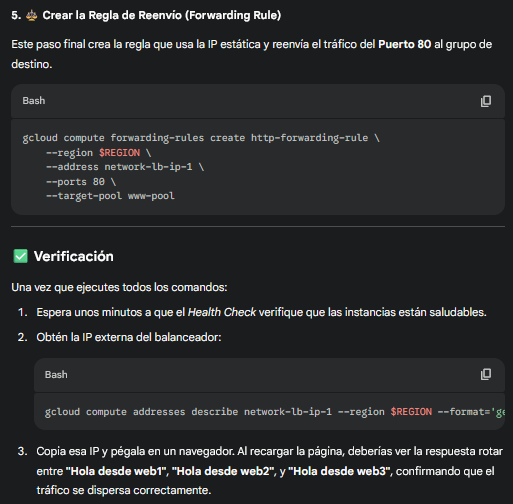 5. ⚖️ Crear la Regla de Reenvío (Forwarding Rule)
Este paso final crea la regla que usa la IP estática y reenvía el tráfico del Puerto 80 al grupo de
destino.
Bash
gcloud compute forwarding-rules create http-forwarding-rule \
    --region $REGION \
    --address network-lb-ip-1 \
    --ports 80 \
    --target-pool www-pool
✅ Verificación
Una vez que ejecutes todos los comandos:
1. Espera unos minutos a que el Health Check verifique que las instancias están saludables.
2. Obtén la IP externa del balanceador:
Bash
gcloud compute addresses describe network-lb-ip-1 --region $REGION --format='ge
3. Copia esa IP y pégala en un navegador. Al recargar la página, deberías ver la respuesta rotar
entre "Hola desde web1", "Hola desde web2", y "Hola desde web3", confirmando que el
tráfico se dispersa correctamente.